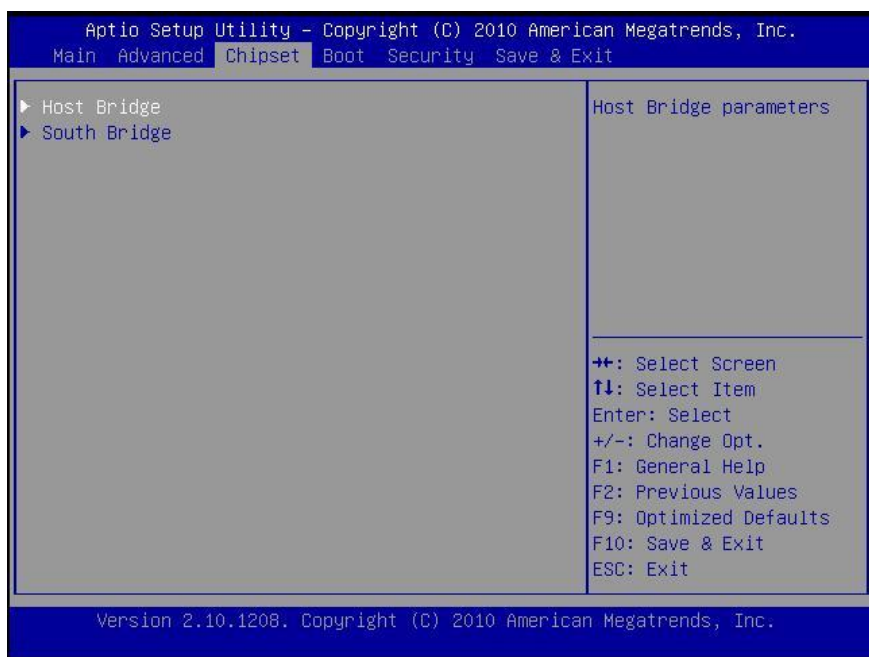 Aptio Setup Utility – Copyright (C) 2010 American Megatrends, Inc.
Main Advanced Chipset Boot Security Save & Exit
▶ Host Bridge
▶ South Bridge
Host Bridge parameters
→←: Select Screen
↑↓: Select Item
Enter: Select
+/-: Change Opt.
F1: General Help
F2: Previous Values
F9: Optimized Defaults
F10: Save & Exit
ESC: Exit
Version 2.10.1208. Copyright (C) 2010 American Megatrends, Inc.